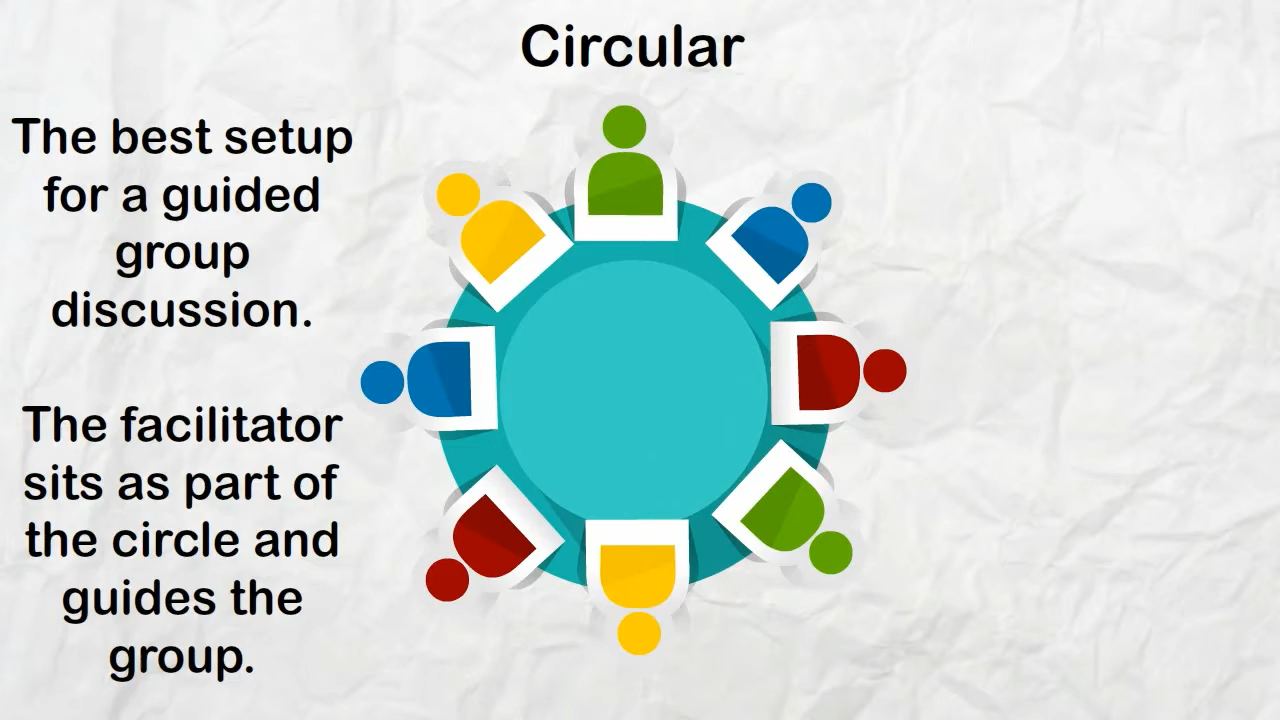 Circular
The best setup
for a guided
group
discussion.
The facilitator
sits as part of
the circle and
guides the
group.